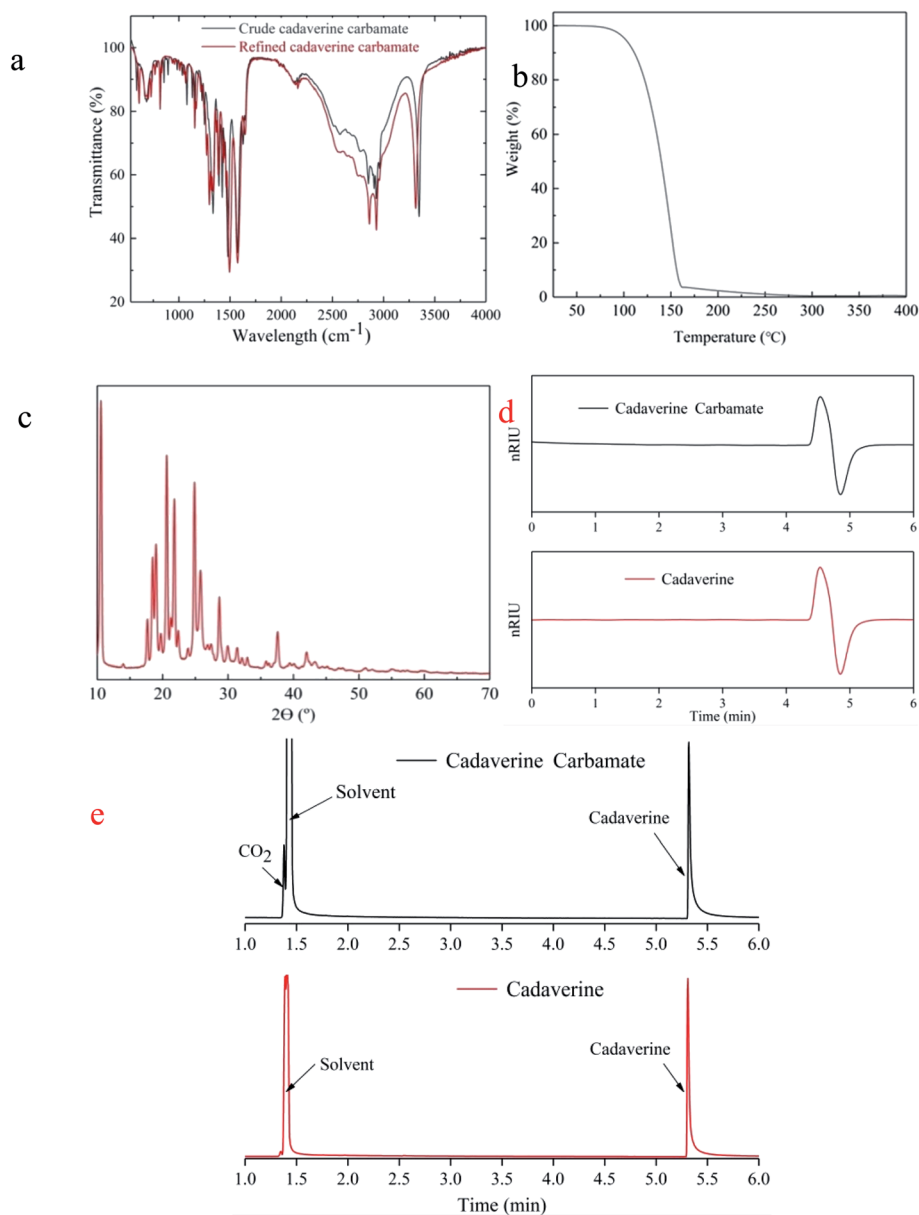 a
Crude cadaverine carbamate
Refined cadaverine carbamate
Transmittance (%)
100
80
60
40
20
1000 1500 2000 2500 3000 3500 4000
Wavelength (cm-1)
b
Weight (%)
100
80
60
40
20
0
50 100 150 200 250 300 350 400
Temperature (℃)
c
10 20 30 40 50 60 70
2Θ (°)
d
nRIU
Cadaverine Carbamate
0 1 2 3 4 5 6
nRIU
Cadaverine
0 1 2 3 4 5 6
Time (min)
e
Cadaverine Carbamate
Solvent
CO2
Cadaverine
1.0 1.5 2.0 2.5 3.0 3.5 4.0 4.5 5.0 5.5 6.0
Cadaverine
Solvent
Cadaverine
1.0 1.5 2.0 2.5 3.0 3.5 4.0 4.5 5.0 5.5 6.0
Time (min)